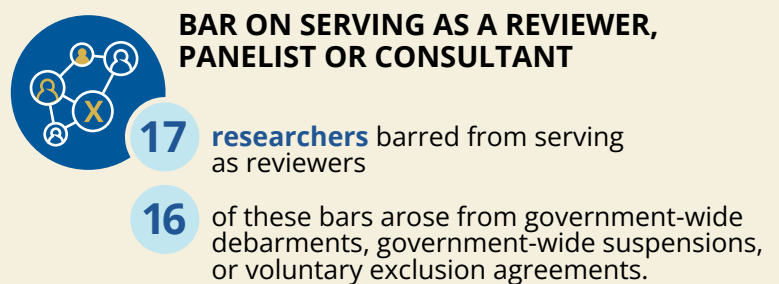 BAR ON SERVING AS A REVIEWER,
PANELIST OR CONSULTANT
X
17 researchers barred from serving
as reviewers
16 of these bars arose from government-wide
debarments, government-wide suspensions,
or voluntary exclusion agreements.